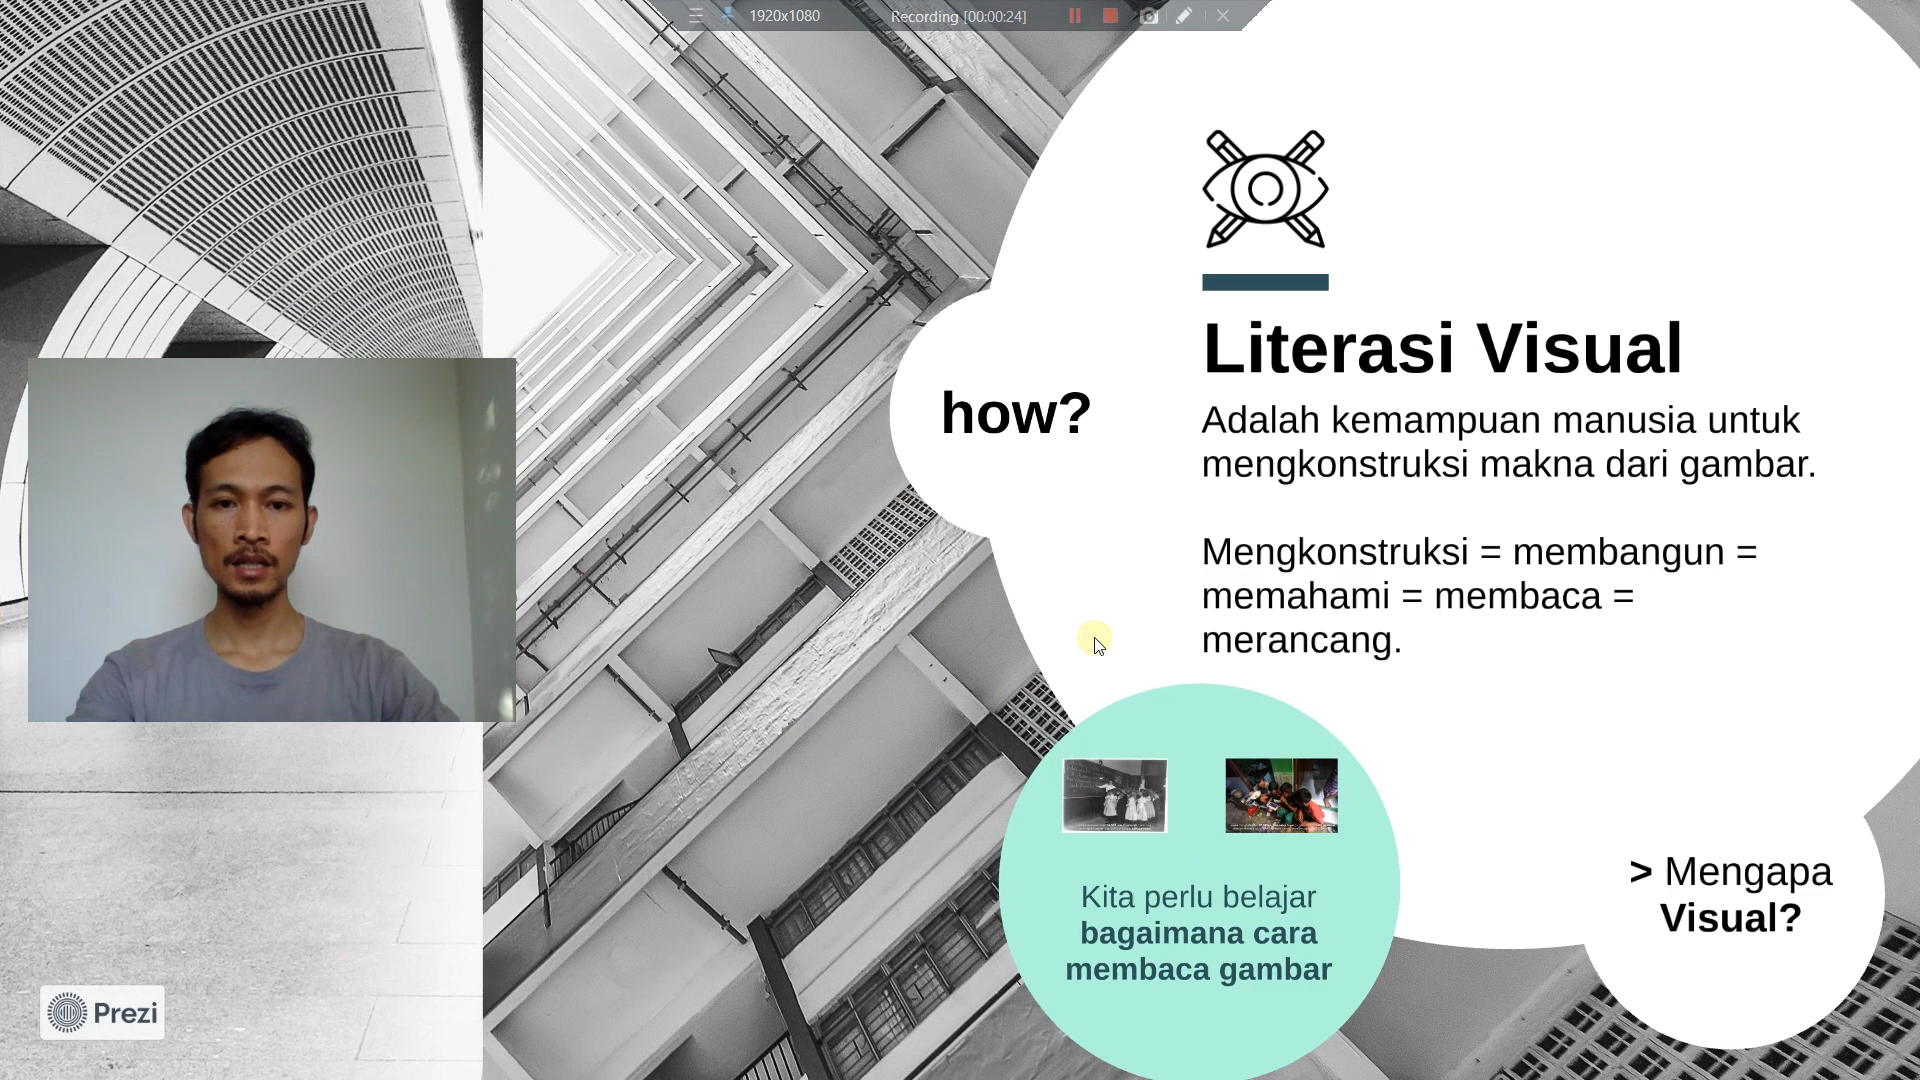 1920x1080
Recording [00:00:24]
how?
Literasi Visual
Adalah kemampuan manusia untuk
mengkonstruksi makna dari gambar.
Mengkonstruksi = membangun =
memahami = membaca =
merancang.
Kita perlu belajar
bagaimana cara
membaca gambar
> Mengapa
Visual?
Prezi